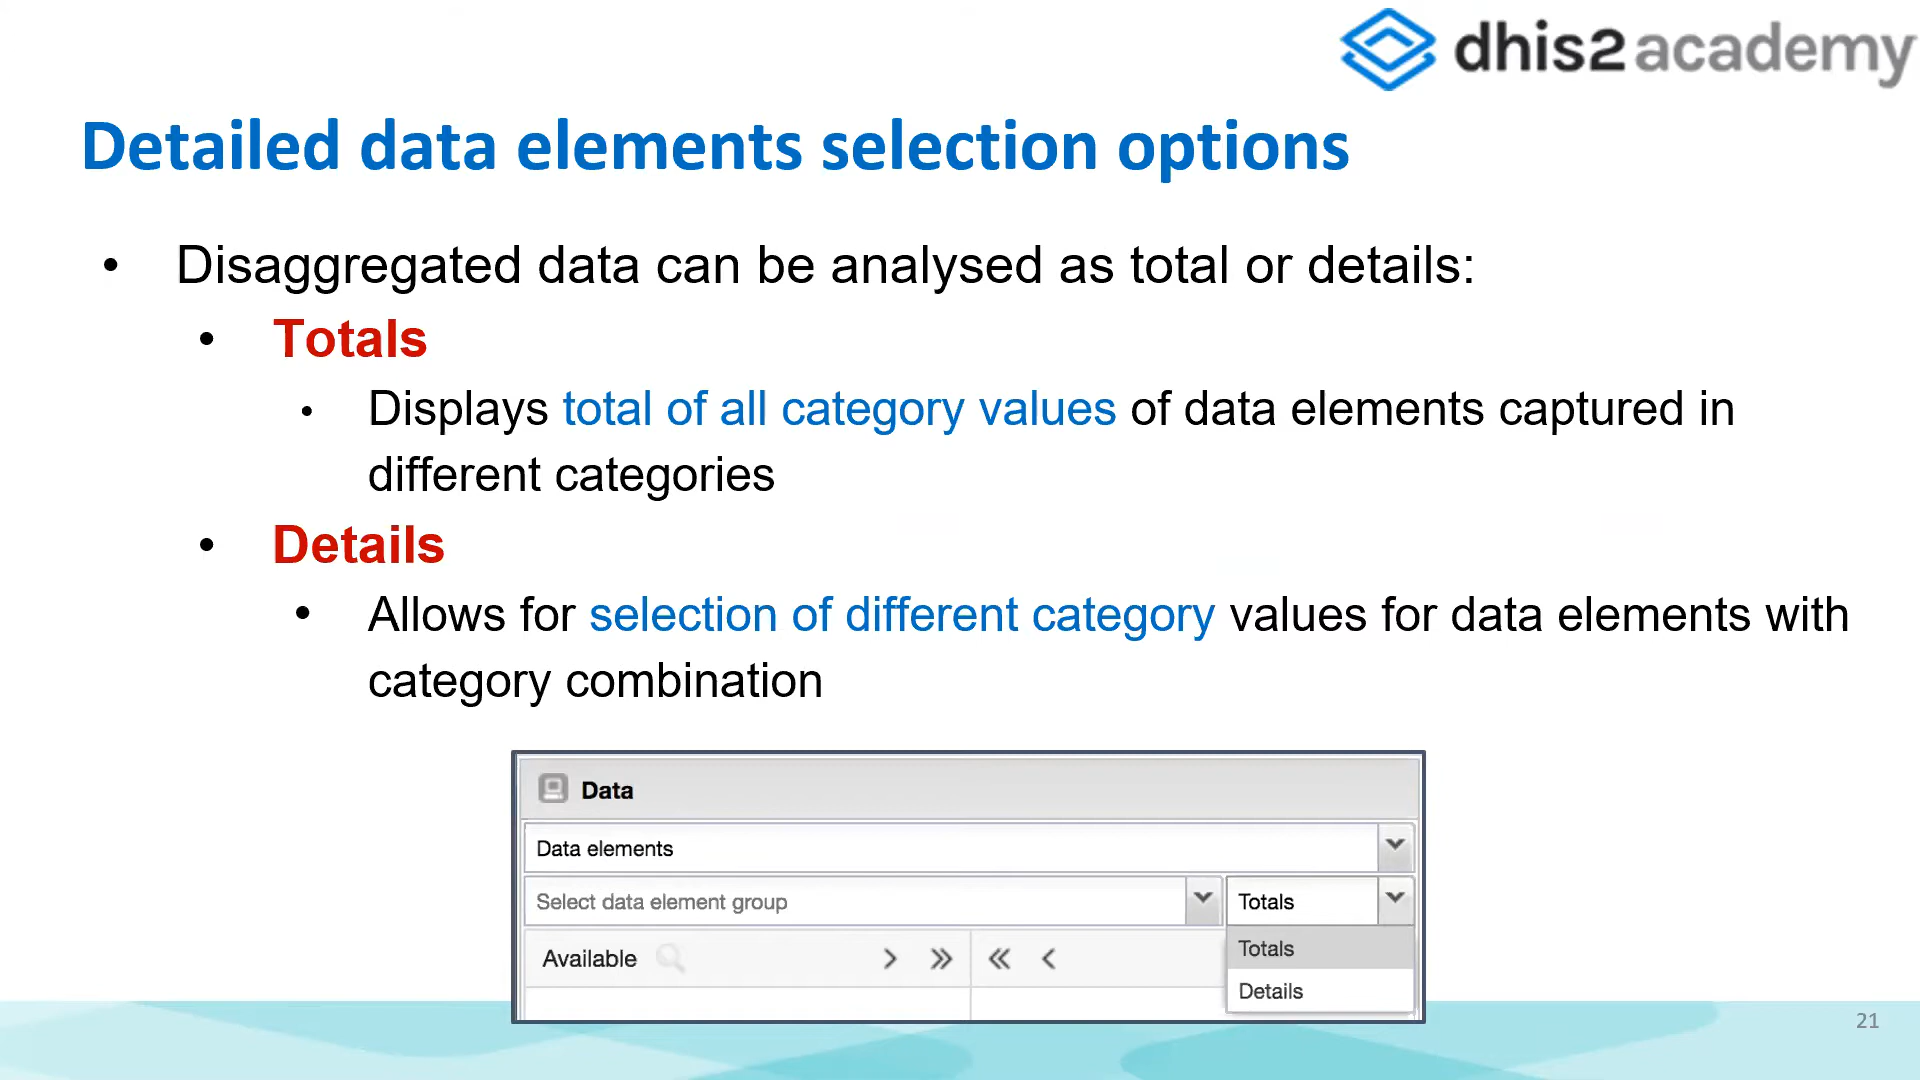 dhis2 academy
Detailed data elements selection options
• Disaggregated data can be analysed as total or details:
• Totals
• Displays total of all category values of data elements captured in
different categories
• Details
• Allows for selection of different category values for data elements with
category combination
Data
Data elements
Select data element group
Totals
Available
Totals
Details
21